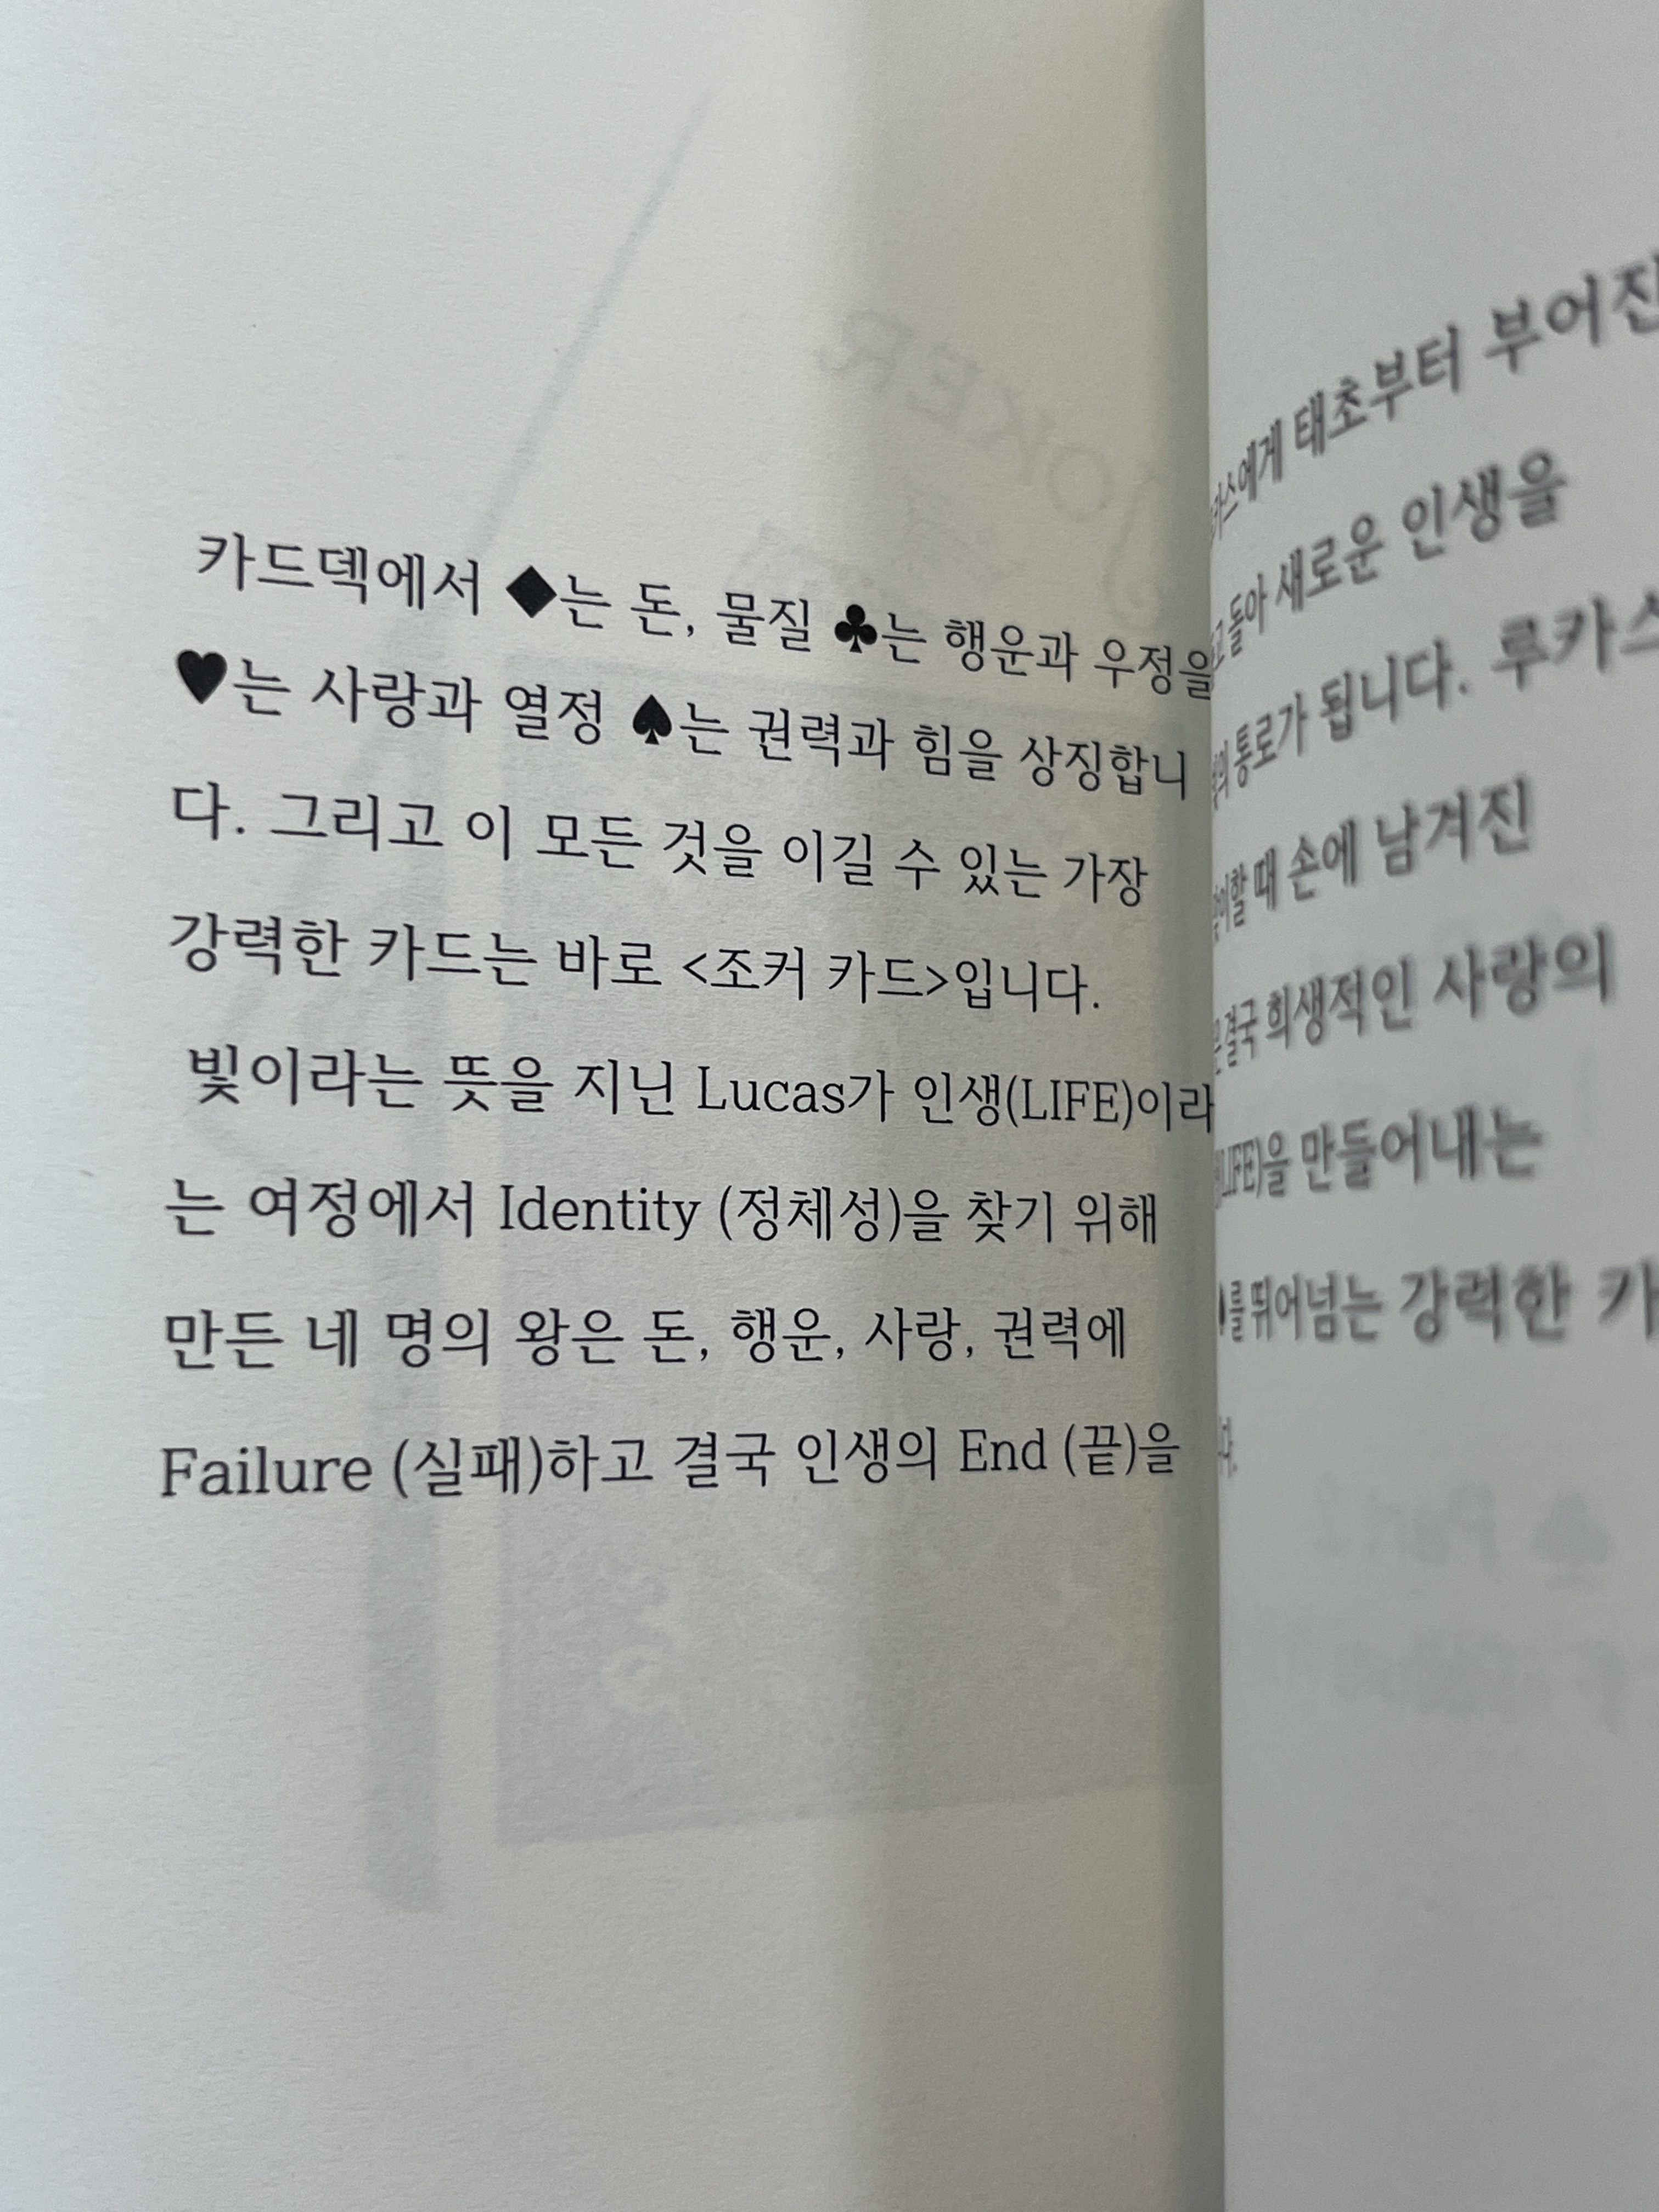 카드덱에서 ◆는 돈, 물질 ♣는 행운과 우정을
♥는 사랑과 열정 ♠는 권력과 힘을 상징합니
다. 그리고 이 모든 것을 이길 수 있는 가장
강력한 카드는 바로 <조커 카드>입니다.
빛이라는 뜻을 지닌 Lucas가 인생(LIFE)이라
는 여정에서 Identity (정체성)을 찾기 위해
만든 네 명의 왕은 돈, 행운, 사랑, 권력에
Failure (실패)하고 결국 인생의 End (끝)을
태초부터 부어진
돌아 새로운 인생을
통로가 됩니다. 루카스
때 손에 남겨진
결국 희생적인 사랑의
만들어내는
를 뛰어넘는 강력한
JOKER